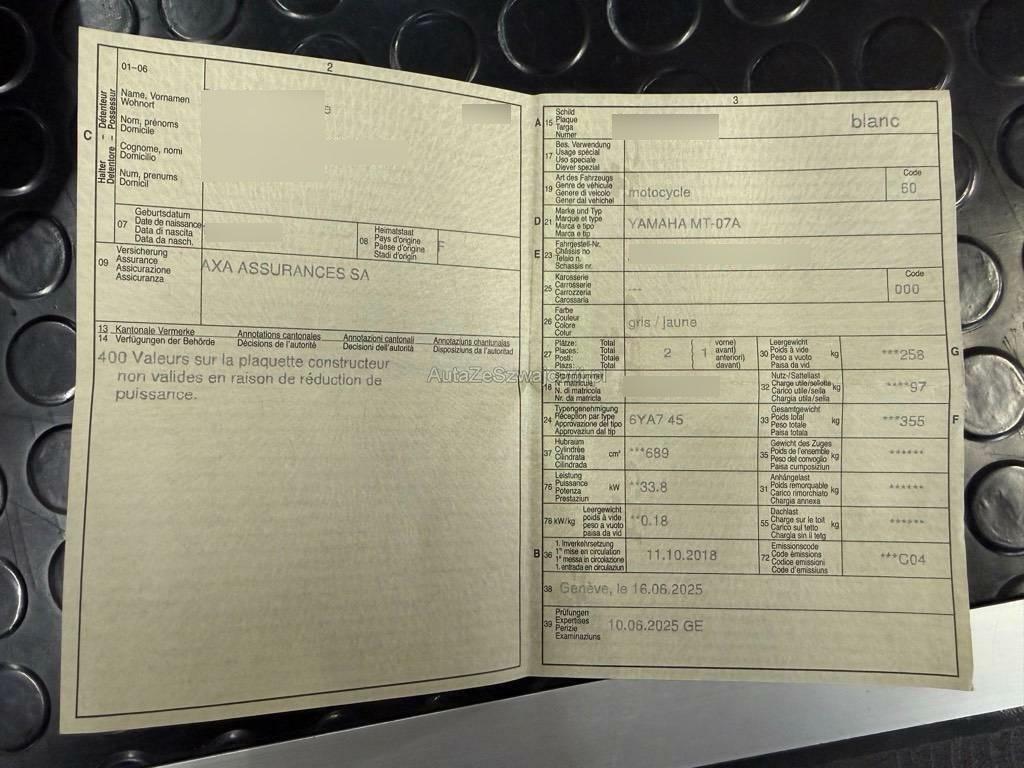 2
01-06
C
Halter – Détenteur
Detentore – Possessur
Name, Vornamen
Wohnort
Nom, prénoms
Domicile
Cognome, nomi
Domicilio
Num, prenums
Domicil
07
Geburtsdatum
Date de naissance
Data di nascita
Data da nasch.
08
Heimatstaat
Pays d'origine
Paese d'origine
Stadi d'origin
F
09
Versicherung
Assurance
Assicurazione
Assicuranza
AXA ASSURANCES SA
13 Kantonale Vermerke Annotations cantonales Annotazioni cantonali Annotaziuns chantunalas
14 Verfügungen der Behörde Décisions de l'autorité Decisioni dell'autorità Disposiziuns da l'autoritad
400 Valeurs sur la plaquette constructeur
non valides en raison de réduction de
puissance.
3
A 15
Schild
Plaque
Targa
Numer
blanc
17
Bes. Verwendung
Usage spécial
Uso speciale
Diever spezial
19
Art des Fahrzeugs
Genre de véhicule
Genere di veicolo
Gener dal vehichel
motocycle
Code
60
D 21
Marke und Typ
Marque et type
Marca e tipo
Marca e tip
YAMAHA MT-07A
E 23
Fahrgestell-Nr.
Châssis no
Telaio n.
Schassis nr.
25
Karosserie
Carrosserie
Carrozzeria
Carossaria
---
Code
000
26
Farbe
Couleur
Colore
Colur
gris / jaune
27
Plätze: Total
Places: Total
Posti: Totale
Plazs: Total
2
1
vorne)
avant)
anteriori)
davant)
30
Leergewicht
Poids à vide
Peso a vuoto
Paisa da vid
kg
***258
G
18
Stammnummer
N° matricule
N. di matricola
Nr. da matricla
32
Nutz-/Sattellast
Charge utile/sellette
Carico utile/sella
Chargia utila/sella
kg
****97
24
Typengenehmigung
Réception par type
Approvazione del tipo
Approvaziun dal tip
6YA7 45
33
Gesamtgewicht
Poids total
Peso totale
Paisa totala
kg
***355
F
37
Hubraum
Cylindrée
Cilindrata
Cilindrada
cm³
***689
35
Gewicht des Zuges
Poids de l'ensemble
Peso del convoglio
Paisa cumposiziun
kg
******
76
Leistung
Puissance
Potenza
Prestaziun
kW
**33.8
31
Anhängelast
Poids remorquable
Carico rimorchiato
Chargia annexa
kg
******
78 kW/kg
Leergewicht
poids à vide
peso a vuoto
paisa da vid
**0.18
55
Dachlast
Charge sur le toit
Carico sul tetto
Chargia sin il tetg
kg
******
B 36
1. Inverkehrsetzung
1re mise en circulation
1a messa in circolazione
1. entrada en circulaziun
11.10.2018
72
Emissionscode
Code émissions
Codice emissioni
Code d'emissiuns
***G04
38
Genève, le 16.06.2025
39
Prüfungen
Expertises
Perizie
Examinaziuns
10.06.2025 GE